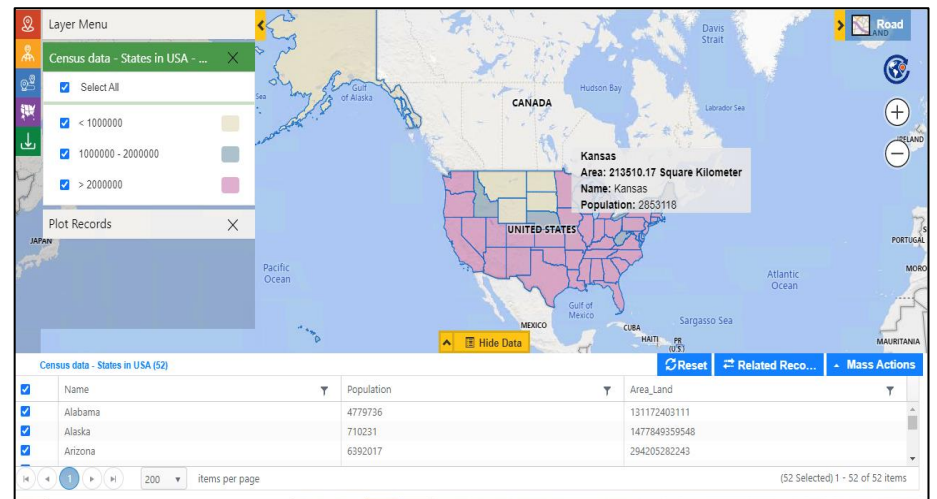 Layer Menu
Census data - States in USA - ...
Select All
< 1000000
1000000 - 2000000
> 2000000
Plot Records
Road
Davis
Strait
Gulf
of Alaska
Sea
CANADA
Hudson Bay
Labrador Sea
Kansas
Area: 213510.17 Square Kilometer
Name: Kansas
Population: 2853118
UNITED STATES
JAPAN
PORTUGAL
Pacific
Ocean
Atlantic
Ocean
MORO
Gulf of
Mexico
MEXICO
CUBA
Sargasso Sea
HAITI
PR
(U.S.)
MAURITANIA
Hide Data
Census data - States in USA (52)
Reset
Related Reco...
Mass Actions
Name
Population
Area_Land
Alabama
4779736
131172403111
Alaska
710231
1477849359548
Arizona
6392017
294205282243
1
200
items per page
(52 Selected) 1 - 52 of 52 items